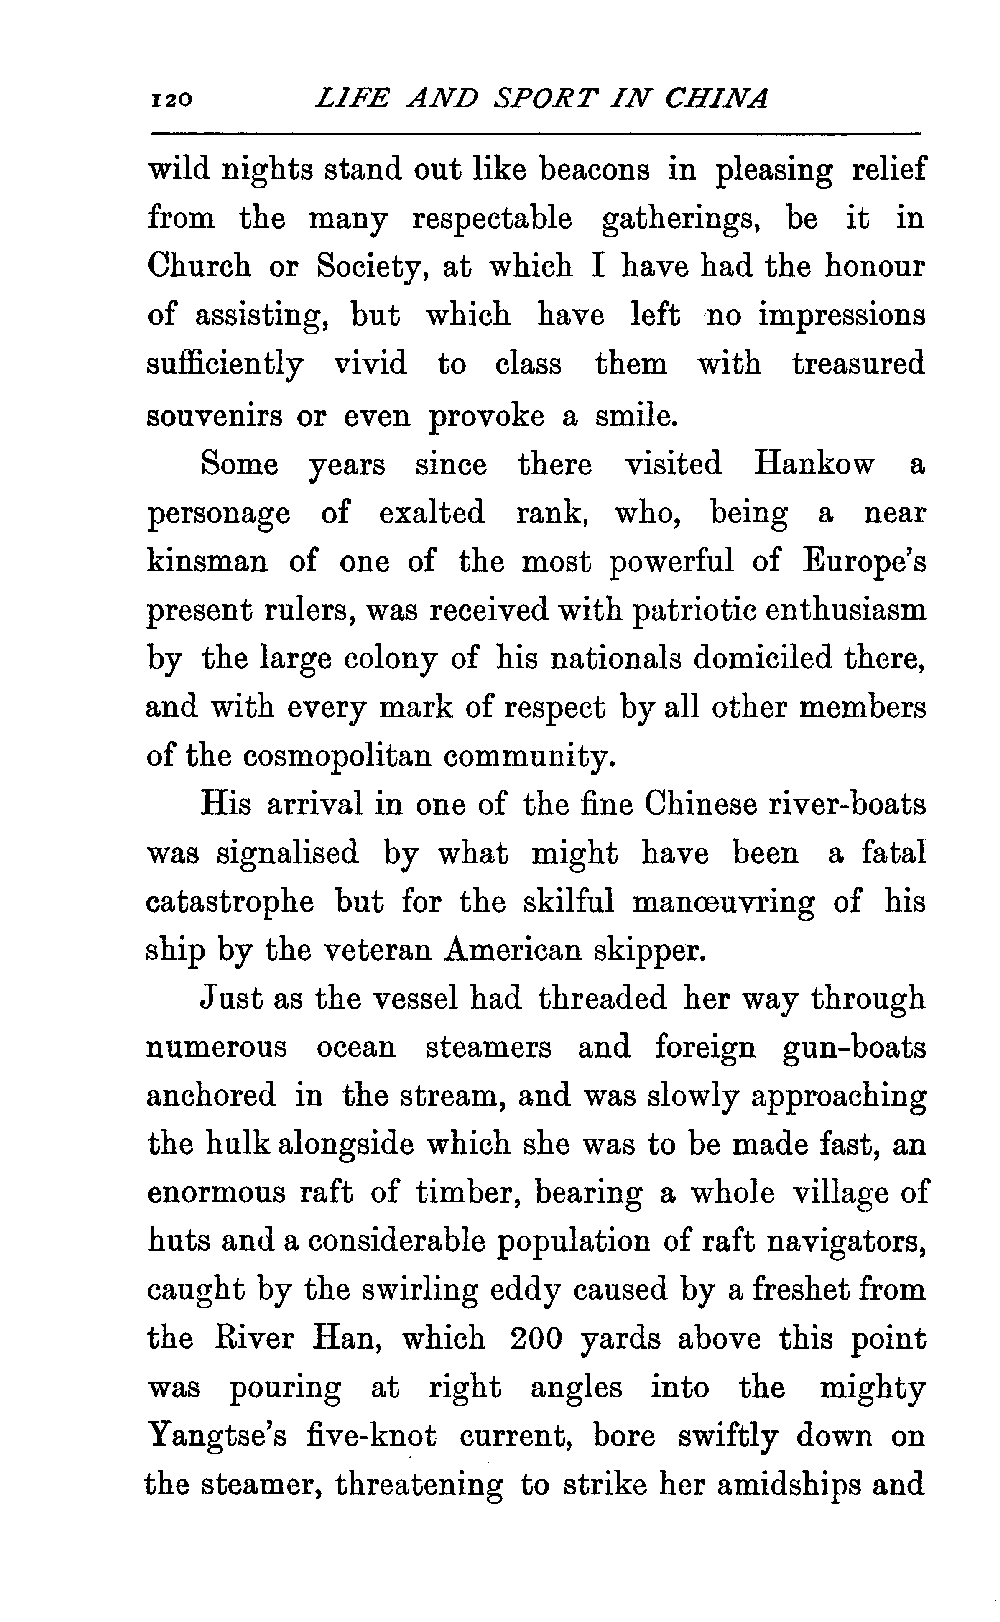 120 LIFE AND SPORT IN CHINA
wild nights stand out like beacons in pleasing relief
from the many respectable gatherings, be it in
Church or Society, at which I have had the honour
of assisting, but which have left no impressions
sufficiently vivid to class them with treasured
souvenirs or even provoke a smile.
Some years since there visited Hankow a
personage of exalted rank, who, being a near
kinsman of one of the most powerful of Europe's
present rulers, was received with patriotic enthusiasm
by the large colony of his nationals domiciled there,
and with every mark of respect by all other members
of the cosmopolitan community.
His arrival in one of the fine Chinese river-boats
was signalised by what might have been a fatal
catastrophe but for the skilful manœuvring of his
ship by the veteran American skipper.
Just as the vessel had threaded her way through
numerous ocean steamers and foreign gun-boats
anchored in the stream, and was slowly approaching
the hulk alongside which she was to be made fast, an
enormous raft of timber, bearing a whole village of
huts and a considerable population of raft navigators,
caught by the swirling eddy caused by a freshet from
the River Han, which 200 yards above this point
was pouring at right angles into the mighty
Yangtse's five-knot current, bore swiftly down on
the steamer, threatening to strike her amidships and